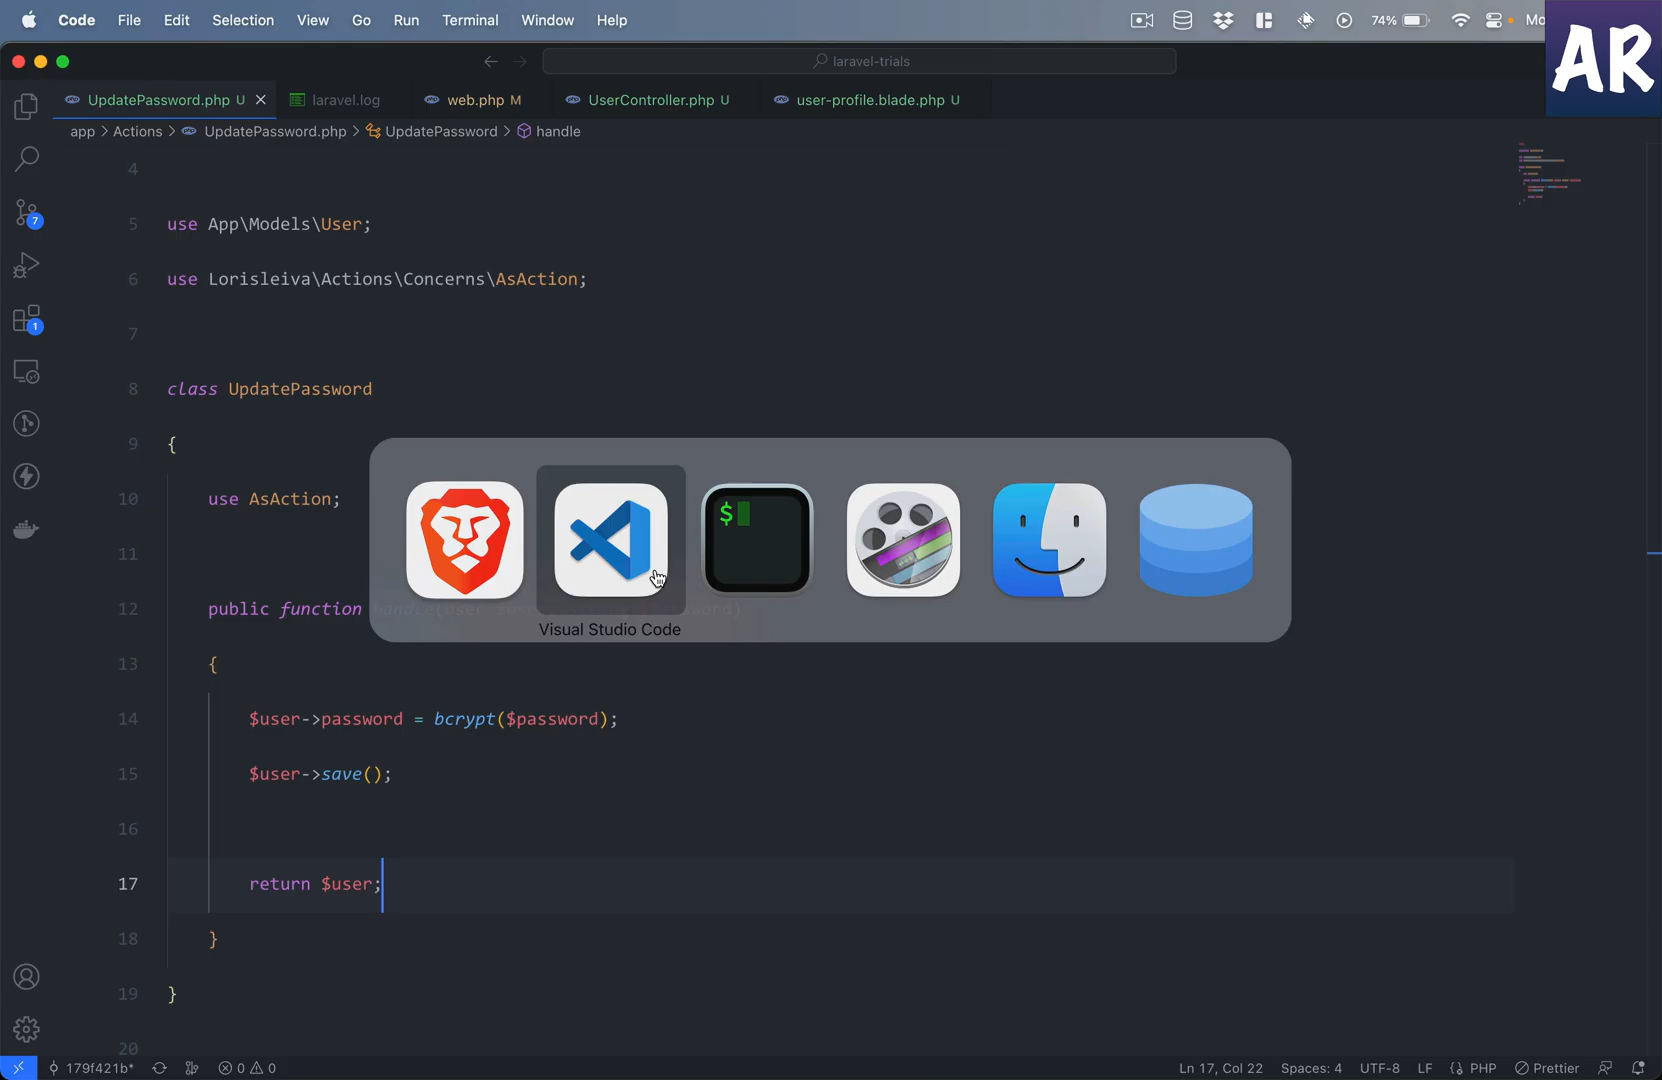 Code File Edit Selection View Go Run Terminal Window Help 74% Mo
AR
laravel-trials
UpdatePassword.php U laravel.log web.php M UserController.php U user-profile.blade.php U
app > Actions > UpdatePassword.php > UpdatePassword > handle
4
5 use App\Models\User;
6 use Lorisleiva\Actions\Concerns\AsAction;
7
8 class UpdatePassword
9 {
10 use AsAction;
11
12 public function
Visual Studio Code
13 {
14 $user->password = bcrypt($password);
15 $user->save();
16
17 return $user;
18 }
19 }
20
7
1
$
179f421b* 0 0 Ln 17, Col 22 Spaces: 4 UTF-8 LF PHP Prettier